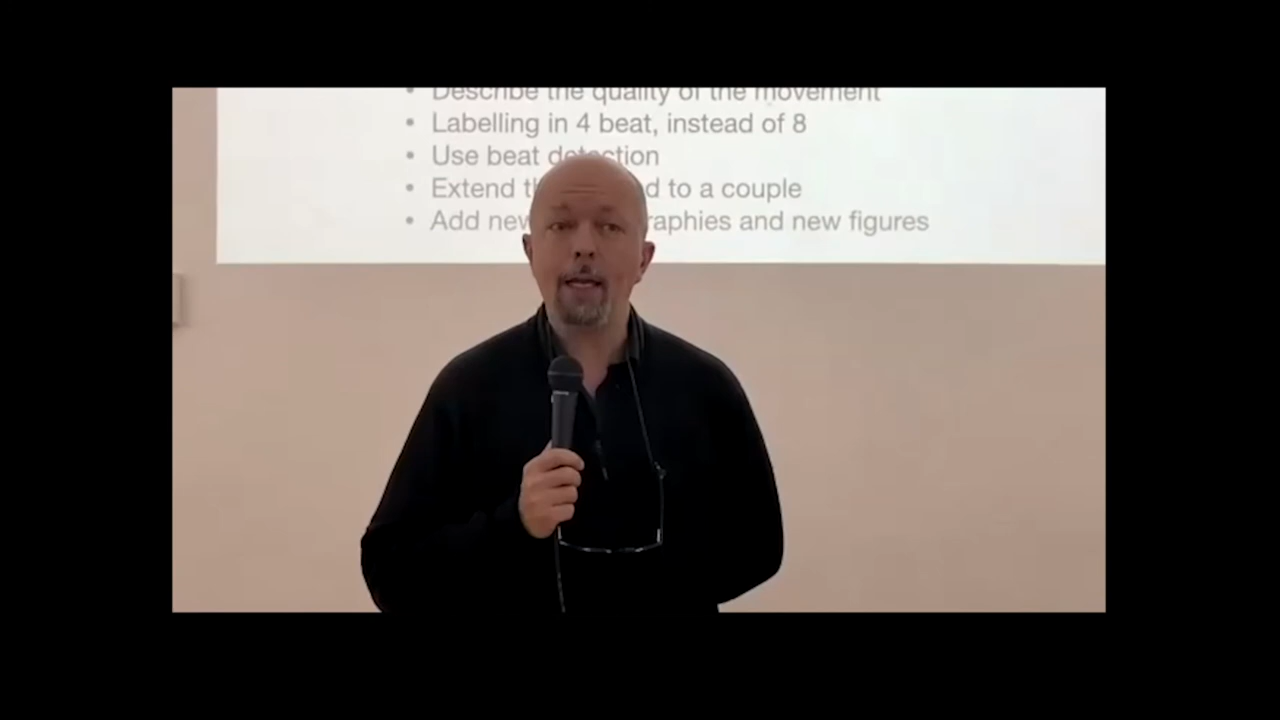 • Describe the quality of the movement
• Labelling in 4 beat, instead of 8
• Use beat detection
• Extend to a couple
• Add new and new figures